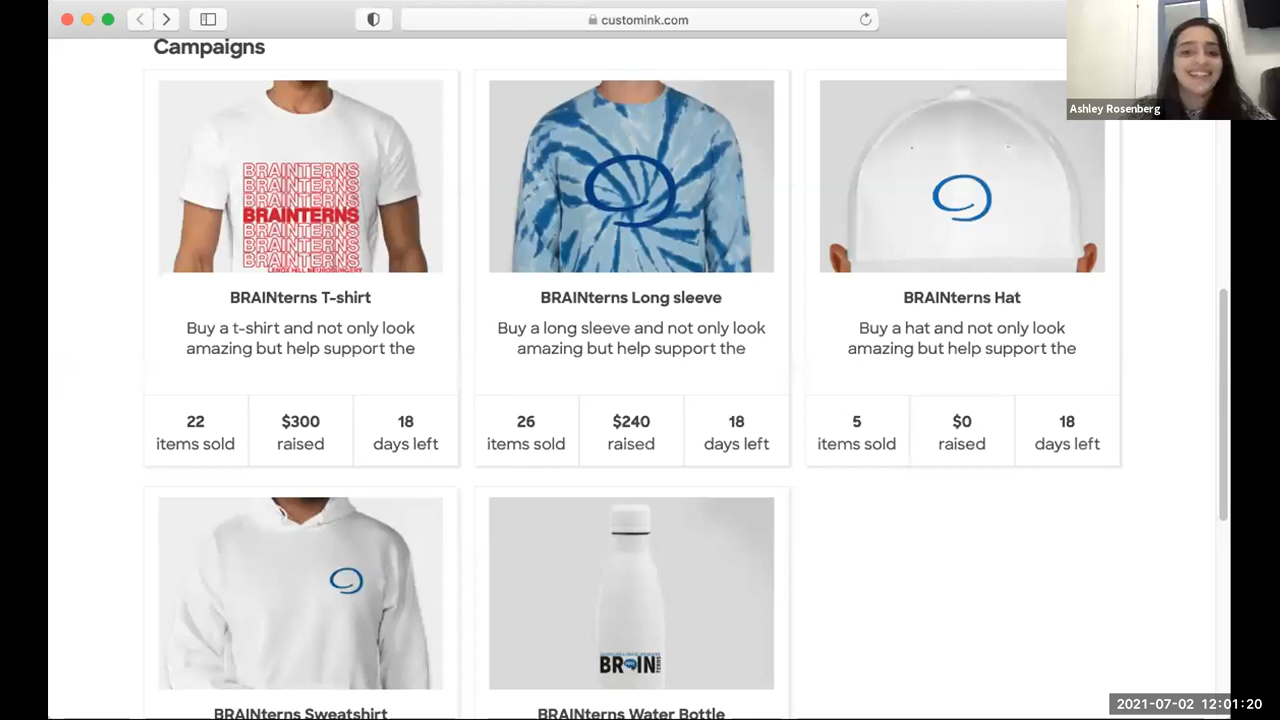 customink.com
Campaigns
Ashley Rosenberg
BRAINTERNS
BRAINTERNS
BRAINTERNS
BRAINTERNS
BRAINTERNS
BRAINTERNS
BRAINTERNS
LENOX HILL NEUROSURGERY
BRAINterns T-shirt
Buy a t-shirt and not only look
amazing but help support the
22
items sold
$300
raised
18
days left
BRAINterns Long sleeve
Buy a long sleeve and not only look
amazing but help support the
26
items sold
$240
raised
18
days left
BRAINterns Hat
Buy a hat and not only look
amazing but help support the
5
items sold
$0
raised
18
days left
BRAINterns Sweatshirt
BRAIN
TERNS
BRAINterns Water Bottle
2021-07-02 12:01:20